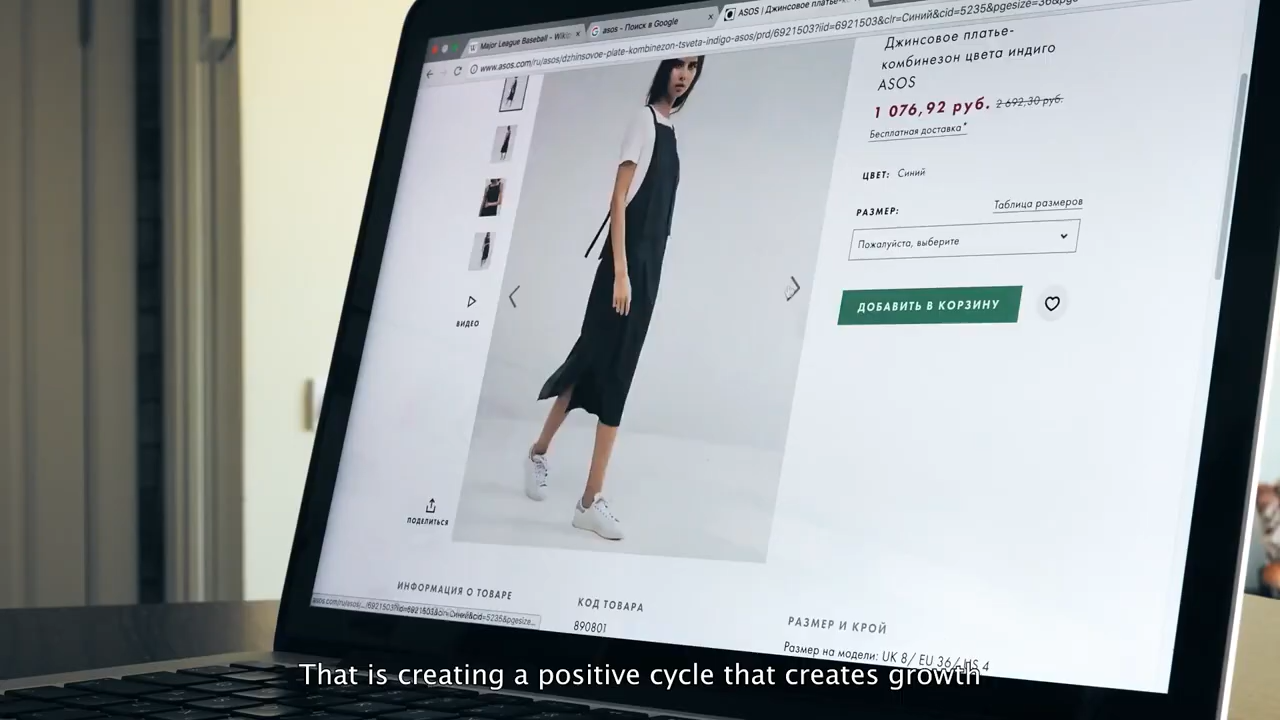 Major League Baseball - Wiki
asos - Поиск в Google
ASOS | Джинсовое платье-
www.asos.com/ru/asos/dzhinsovoe-plate-kombinezon-tsveta-indigo-asos/prd/6921503?iid=6921503&clr=Синий&cid=5235&pgesize=36&pge
Джинсовое платье-
комбинезон цвета индиго
ASOS
1 076,92 руб. 2 692,30 руб.
Бесплатная доставка*
ЦВЕТ: Синий
РАЗМЕР: Таблица размеров
Пожалуйста, выберите
ДОБАВИТЬ В КОРЗИНУ
ВИДЕО
ПОДЕЛИТЬСЯ
ИНФОРМАЦИЯ О ТОВАРЕ
КОД ТОВАРА
890801
РАЗМЕР И КРОЙ
Размер на модели: UK 8/ EU 36/ US 4
That is creating a positive cycle that creates growth